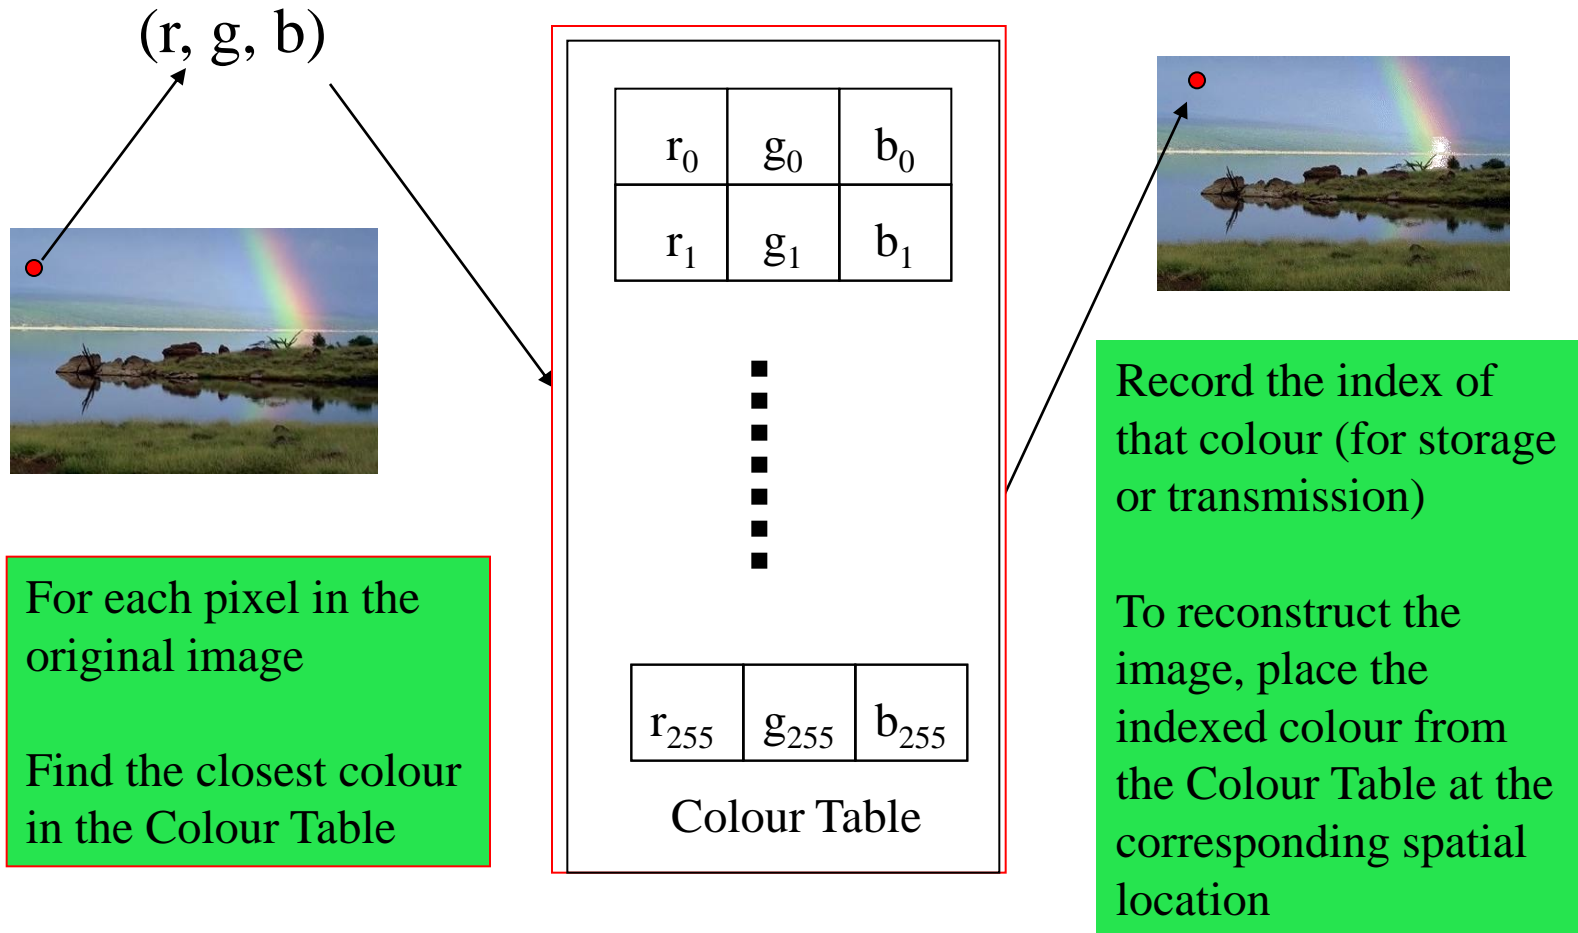 (r, g, b)
r₀ g₀ b₀
r₁ g₁ b₁
r₂₅₅ g₂₅₅ b₂₅₅
Colour Table
For each pixel in the
original image
Find the closest colour
in the Colour Table
Record the index of
that colour (for storage
or transmission)
To reconstruct the
image, place the
indexed colour from
the Colour Table at the
corresponding spatial
location